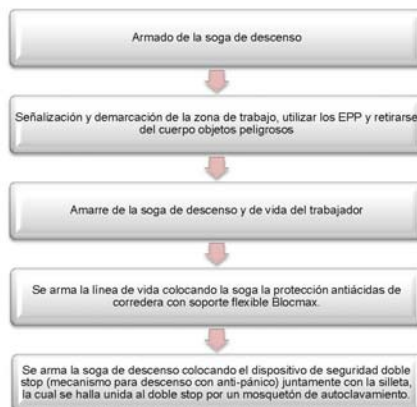 Armado de la soga de descenso
Señalización y demarcación de la zona de trabajo, utilizar los EPP y retirarse
del cuerpo objetos peligrosos
Amarre de la soga de descenso y de vida del trabajador
Se arma la línea de vida colocando la soga la protección antiácidas de
corredera con soporte flexible Blocmax.
Se arma la soga de descenso colocando el dispositivo de seguridad doble
stop (mecanismo para descenso con anti-pánico) juntamente con la silleta,
la cual se halla unida al doble stop por un mosquetón de autoclavamiento.